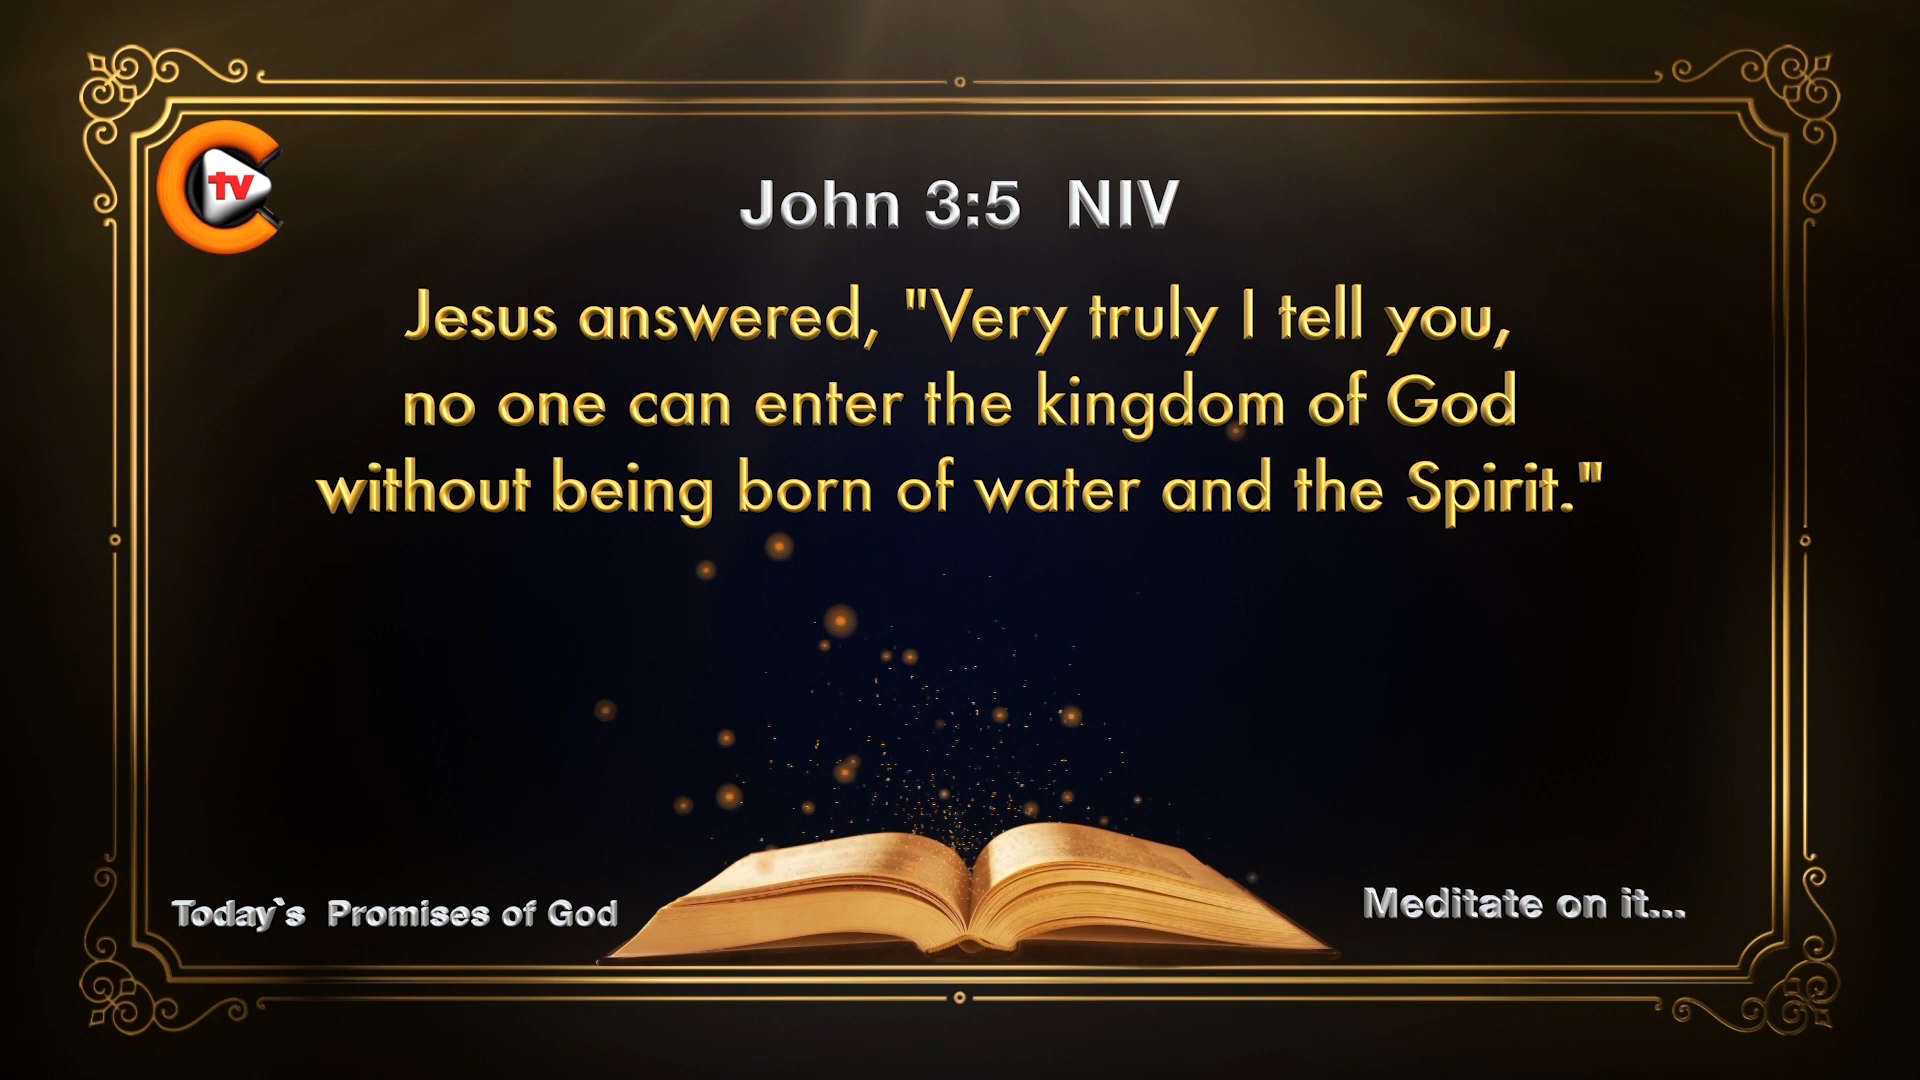 tv
John 3:5  NIV
Jesus answered, "Very truly I tell you,
no one can enter the kingdom of God
without being born of water and the Spirit."
Today`s  Promises of God
Meditate on it...